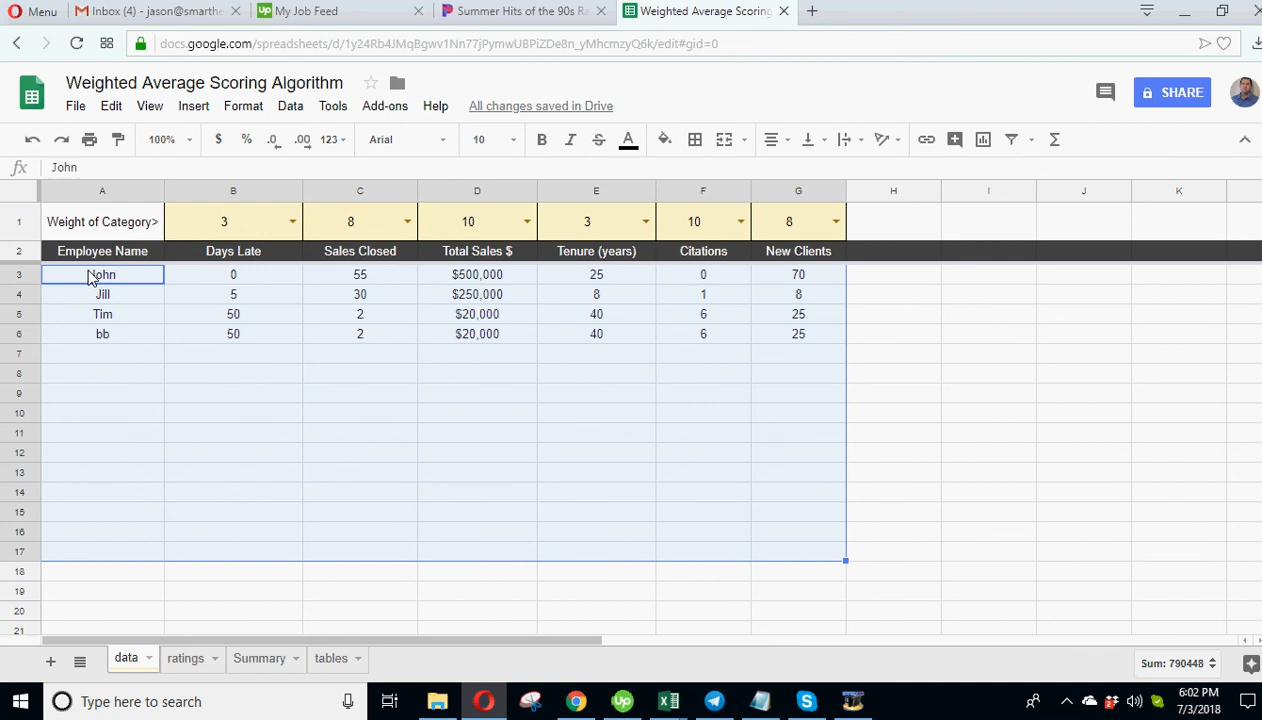 Menu Inbox (4) - jason@smarthe My Job Feed Summer Hits of the 90s Ra Weighted Average Scoring
docs.google.com/spreadsheets/d/1y24Rb4JMqBgwv1Nn77jPymwUBPiZDe8n_yMhcmzyQ6k/edit#gid=0
Weighted Average Scoring Algorithm
File Edit View Insert Format Data Tools Add-ons Help All changes saved in Drive
SHARE
100% $ % .0 .00 123 Arial 10 B I S A Σ
fx John
A B C D E F G H I J K
1 Weight of Category> 3 8 10 3 10 8
2 Employee Name Days Late Sales Closed Total Sales $ Tenure (years) Citations New Clients
3 John 0 55 $500,000 25 0 70
4 Jill 5 30 $250,000 8 1 8
5 Tim 50 2 $20,000 40 6 25
6 bb 50 2 $20,000 40 6 25
7
8
9
10
11
12
13
14
15
16
17
18
19
20
21
data ratings Summary tables Sum: 790448
Type here to search
6:02 PM
7/3/2018